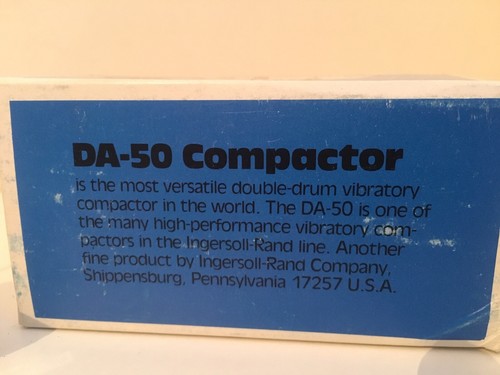 DA-50 Compactor
is the most versatile double-drum vibratory
compactor in the world. The DA-50 is one of
the many high-performance vibratory com-
pactors in the Ingersoll-Rand line. Another
fine product by Ingersoll-Rand Company,
Shippensburg, Pennsylvania 17257 U.S.A.